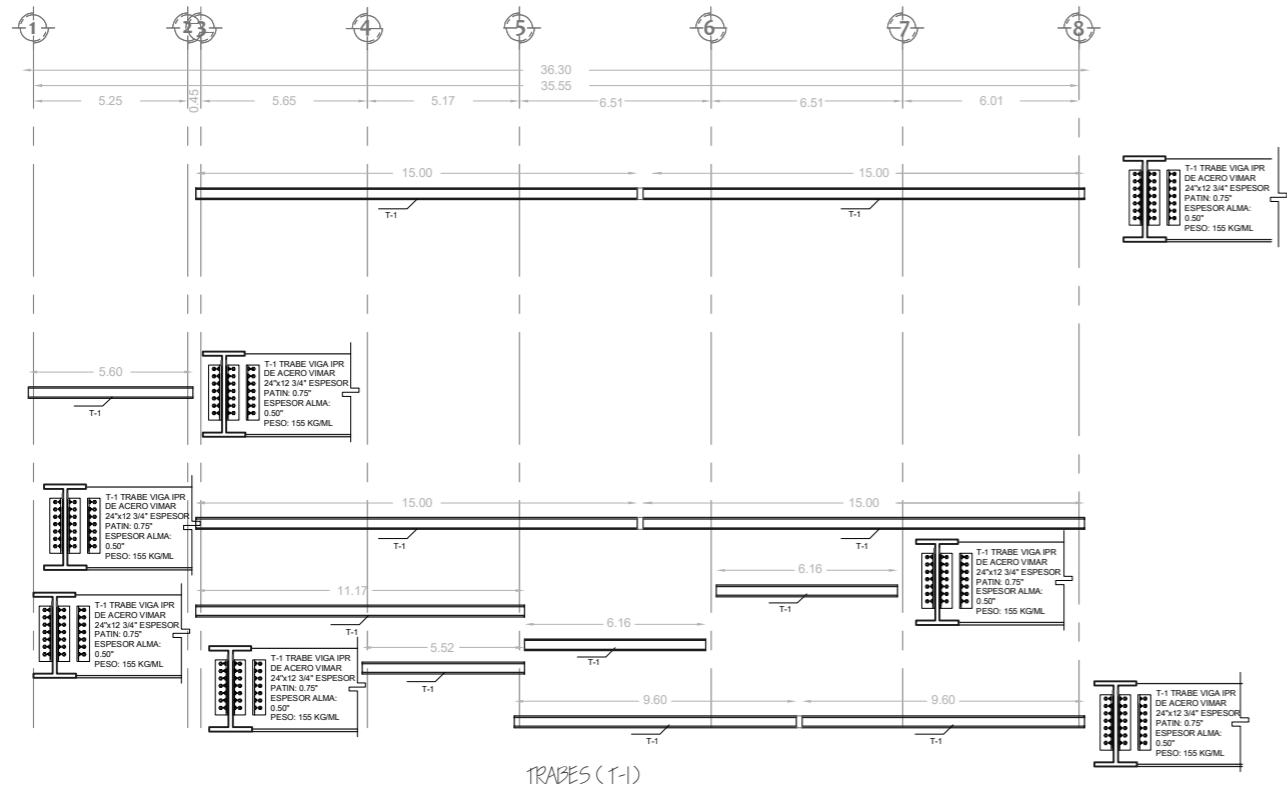 1 2 3 4 5 6 7 8
36.30
35.55
5.25 0.45 5.65 5.17 6.51 6.51 6.01
15.00 15.00
T-1 T-1
T-1 TRABE VIGA IPR
DE ACERO VIMAR
24"x12 3/4" ESPESOR
PATIN: 0.75"
ESPESOR ALMA:
0.50"
PESO: 155 KG/ML
5.60
T-1
T-1 TRABE VIGA IPR
DE ACERO VIMAR
24"x12 3/4" ESPESOR
PATIN: 0.75"
ESPESOR ALMA:
0.50"
PESO: 155 KG/ML
15.00 15.00
T-1 T-1
T-1 TRABE VIGA IPR
DE ACERO VIMAR
24"x12 3/4" ESPESOR
PATIN: 0.75"
ESPESOR ALMA:
0.50"
PESO: 155 KG/ML
6.16
T-1
T-1 TRABE VIGA IPR
DE ACERO VIMAR
24"x12 3/4" ESPESOR
PATIN: 0.75"
ESPESOR ALMA:
0.50"
PESO: 155 KG/ML
11.17
T-1
T-1 TRABE VIGA IPR
DE ACERO VIMAR
24"x12 3/4" ESPESOR
PATIN: 0.75"
ESPESOR ALMA:
0.50"
PESO: 155 KG/ML
6.16
T-1
5.52
T-1
T-1 TRABE VIGA IPR
DE ACERO VIMAR
24"x12 3/4" ESPESOR
PATIN: 0.75"
ESPESOR ALMA:
0.50"
PESO: 155 KG/ML
9.60 9.60
T-1 T-1
T-1 TRABE VIGA IPR
DE ACERO VIMAR
24"x12 3/4" ESPESOR
PATIN: 0.75"
ESPESOR ALMA:
0.50"
PESO: 155 KG/ML
TRABES (T-1)